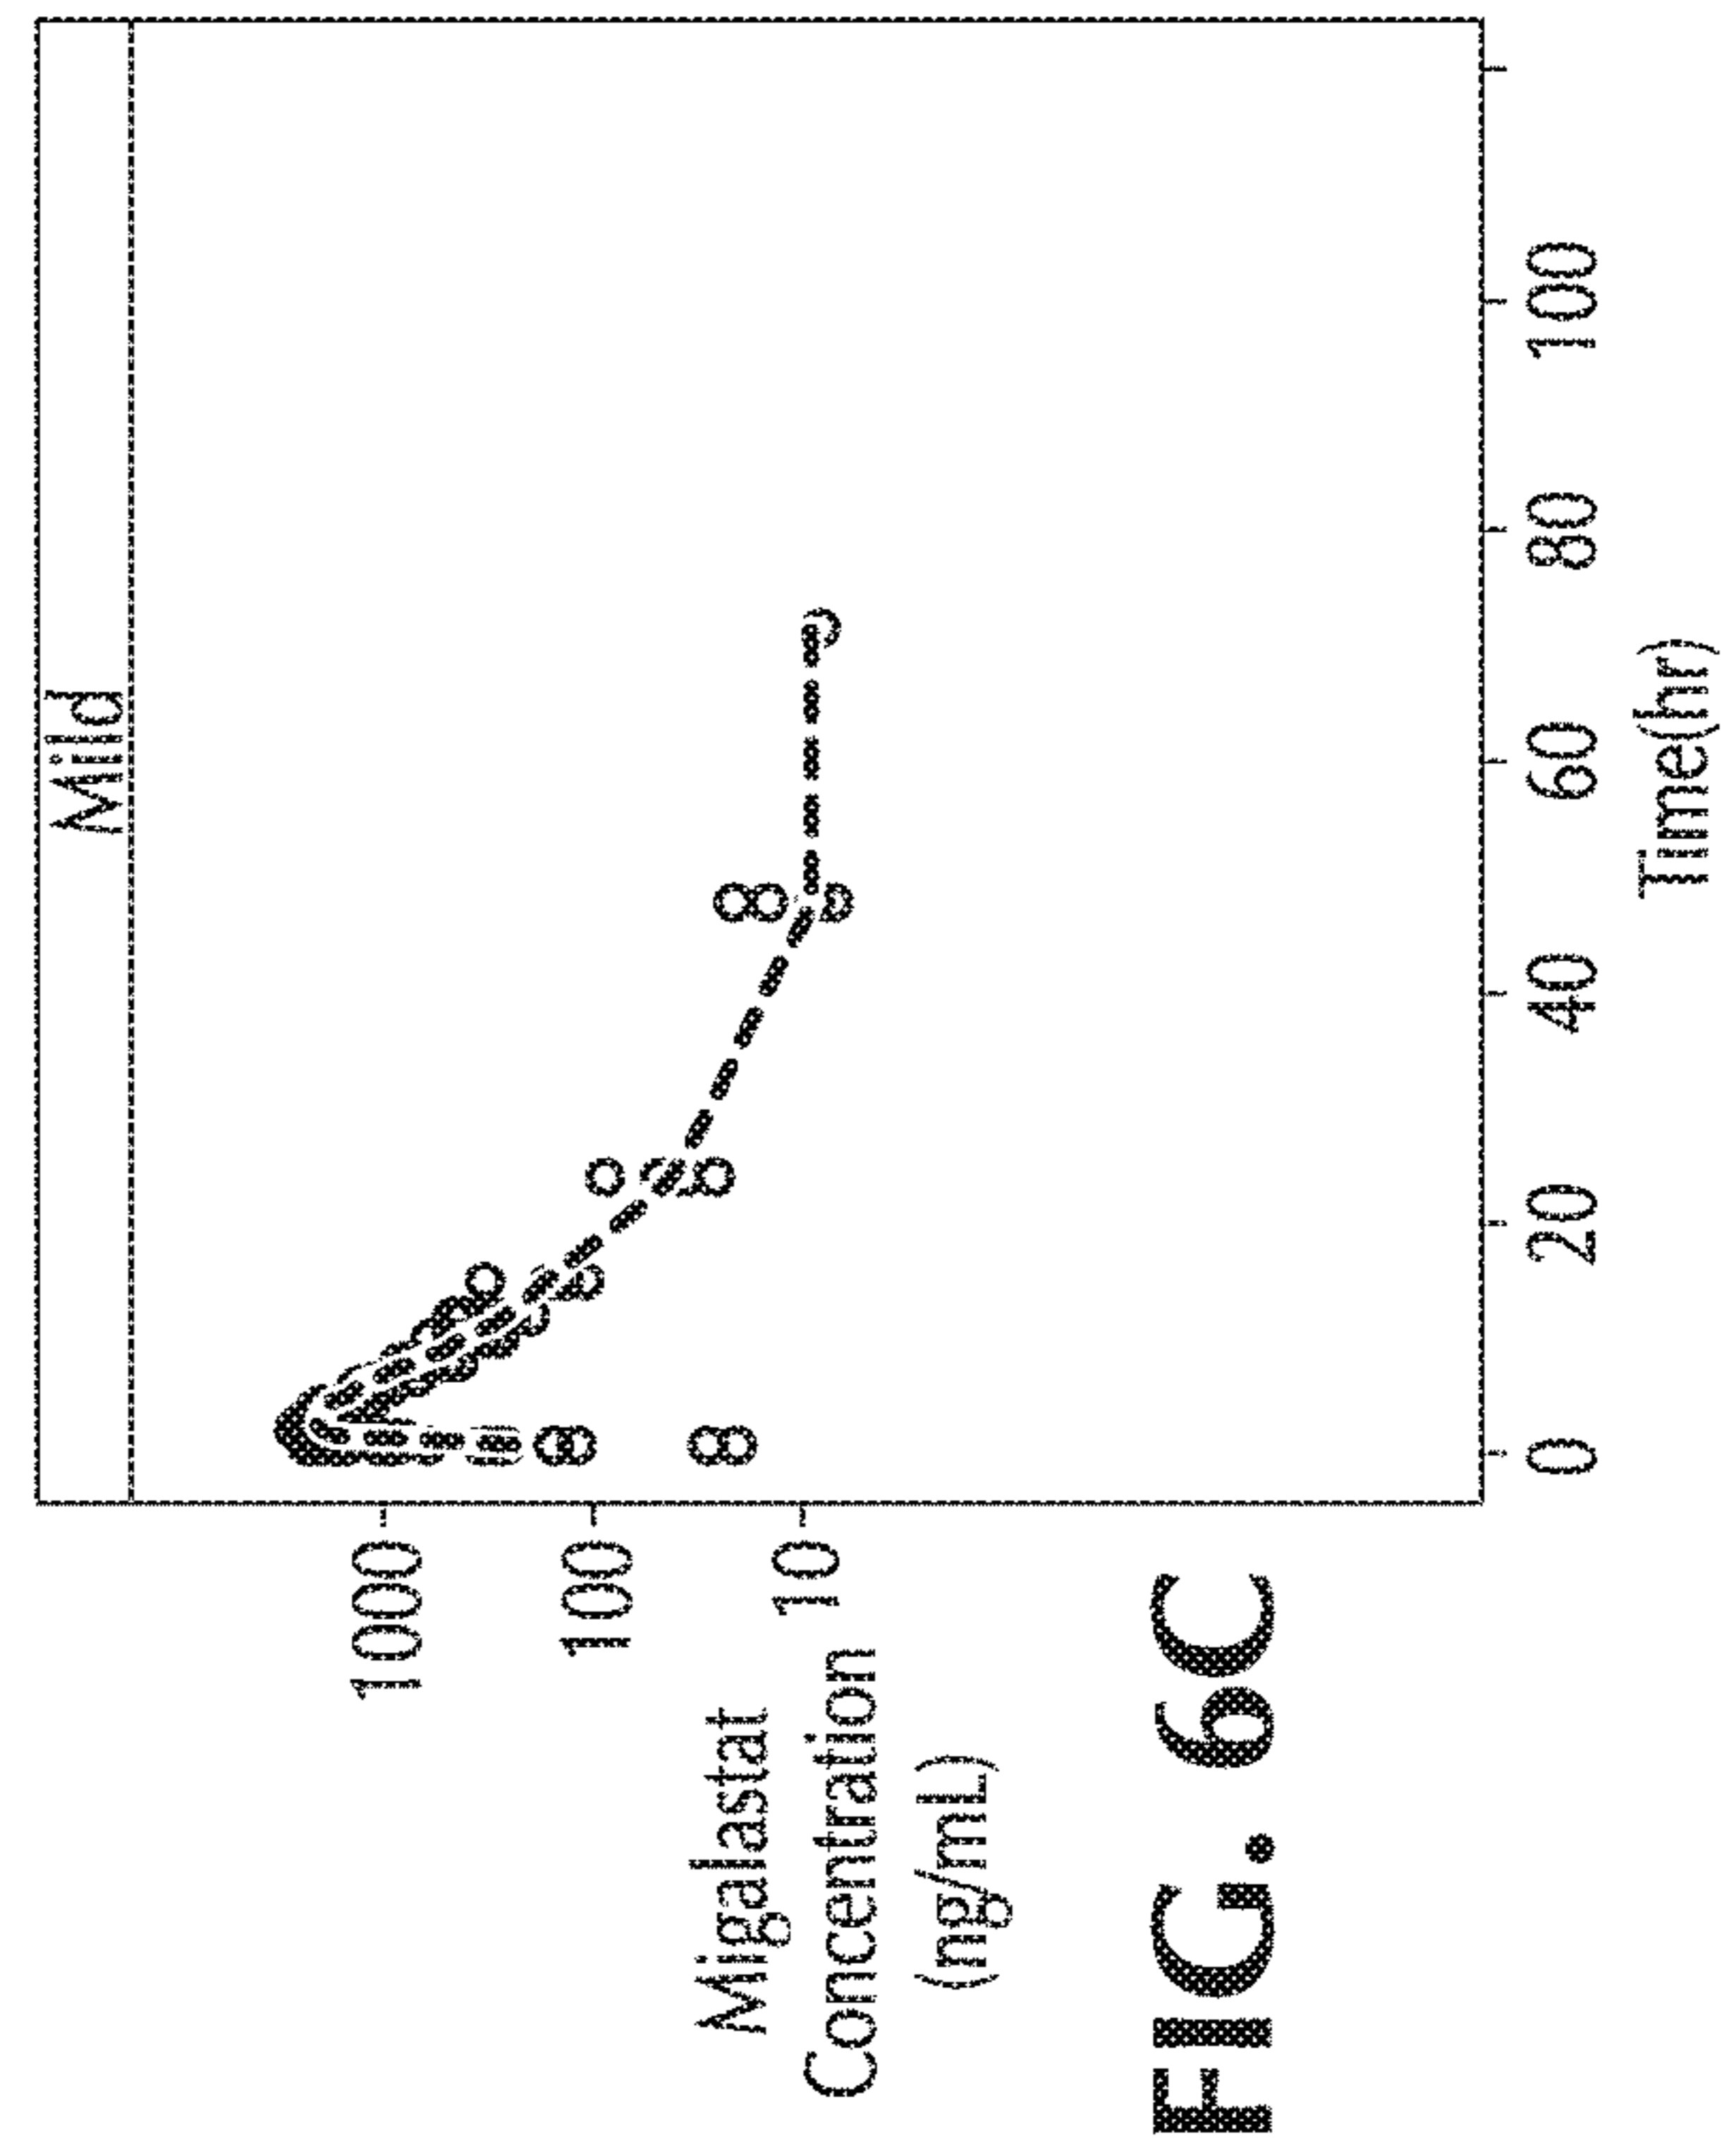 Mild
1000
100
10
Migalastat
Concentration
(ng/mL)
0 20 40 60 80 100
Time(hr)
FIG. 6C